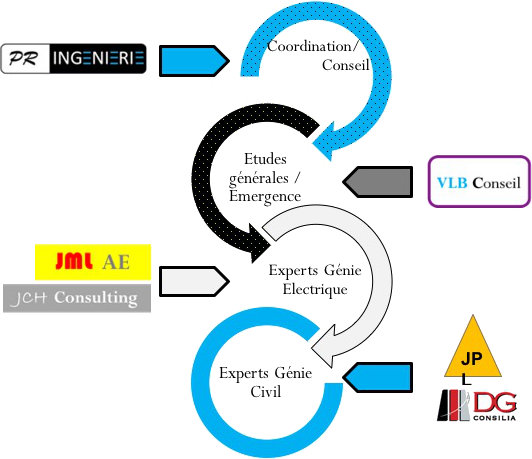 Coordination/
Conseil
PR INGENIERIE
Etudes
générales /
Emergence
VLB Conseil
JML AE
JCH Consulting
Experts Génie
Electrique
Experts Génie
Civil
JP
L
DG
CONSILIA